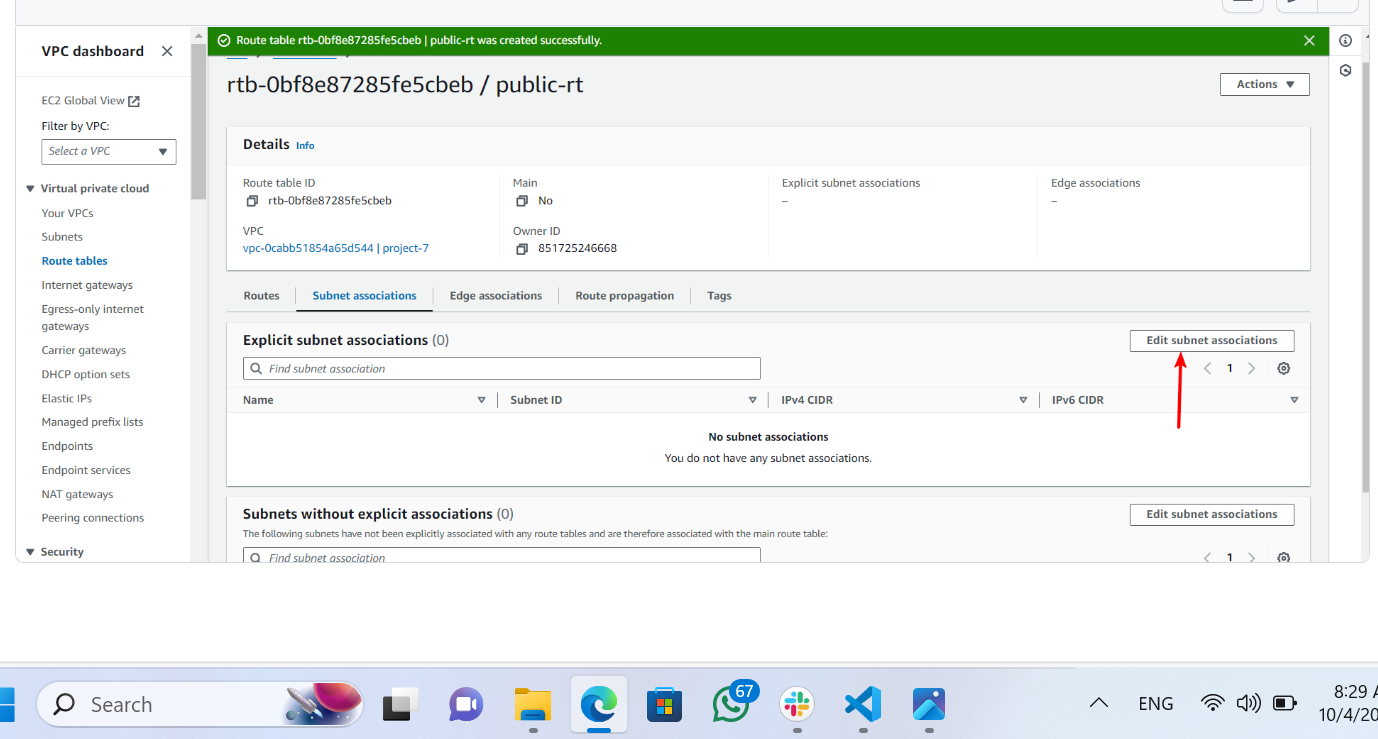 VPC dashboard
EC2 Global View
Filter by VPC:
Select a VPC
Virtual private cloud
Your VPCs
Subnets
Route tables
Internet gateways
Egress-only internet
gateways
Carrier gateways
DHCP option sets
Elastic IPs
Managed prefix lists
Endpoints
Endpoint services
NAT gateways
Peering connections
Security
Route table rtb-0bf8e87285fe5cbeb | public-rt was created successfully.
rtb-0bf8e87285fe5cbeb / public-rt
Actions
Details Info
Route table ID
rtb-0bf8e87285fe5cbeb
Main
No
Explicit subnet associations
–
Edge associations
–
VPC
vpc-0cabb51854a65d544 | project-7
Owner ID
851725246668
Routes
Subnet associations
Edge associations
Route propagation
Tags
Explicit subnet associations (0)
Edit subnet associations
Find subnet association
1
Name
Subnet ID
IPv4 CIDR
IPv6 CIDR
No subnet associations
You do not have any subnet associations.
Subnets without explicit associations (0)
Edit subnet associations
The following subnets have not been explicitly associated with any route tables and are therefore associated with the main route table:
Find subnet association
1
Search
67
ENG
8:29 A
10/4/20